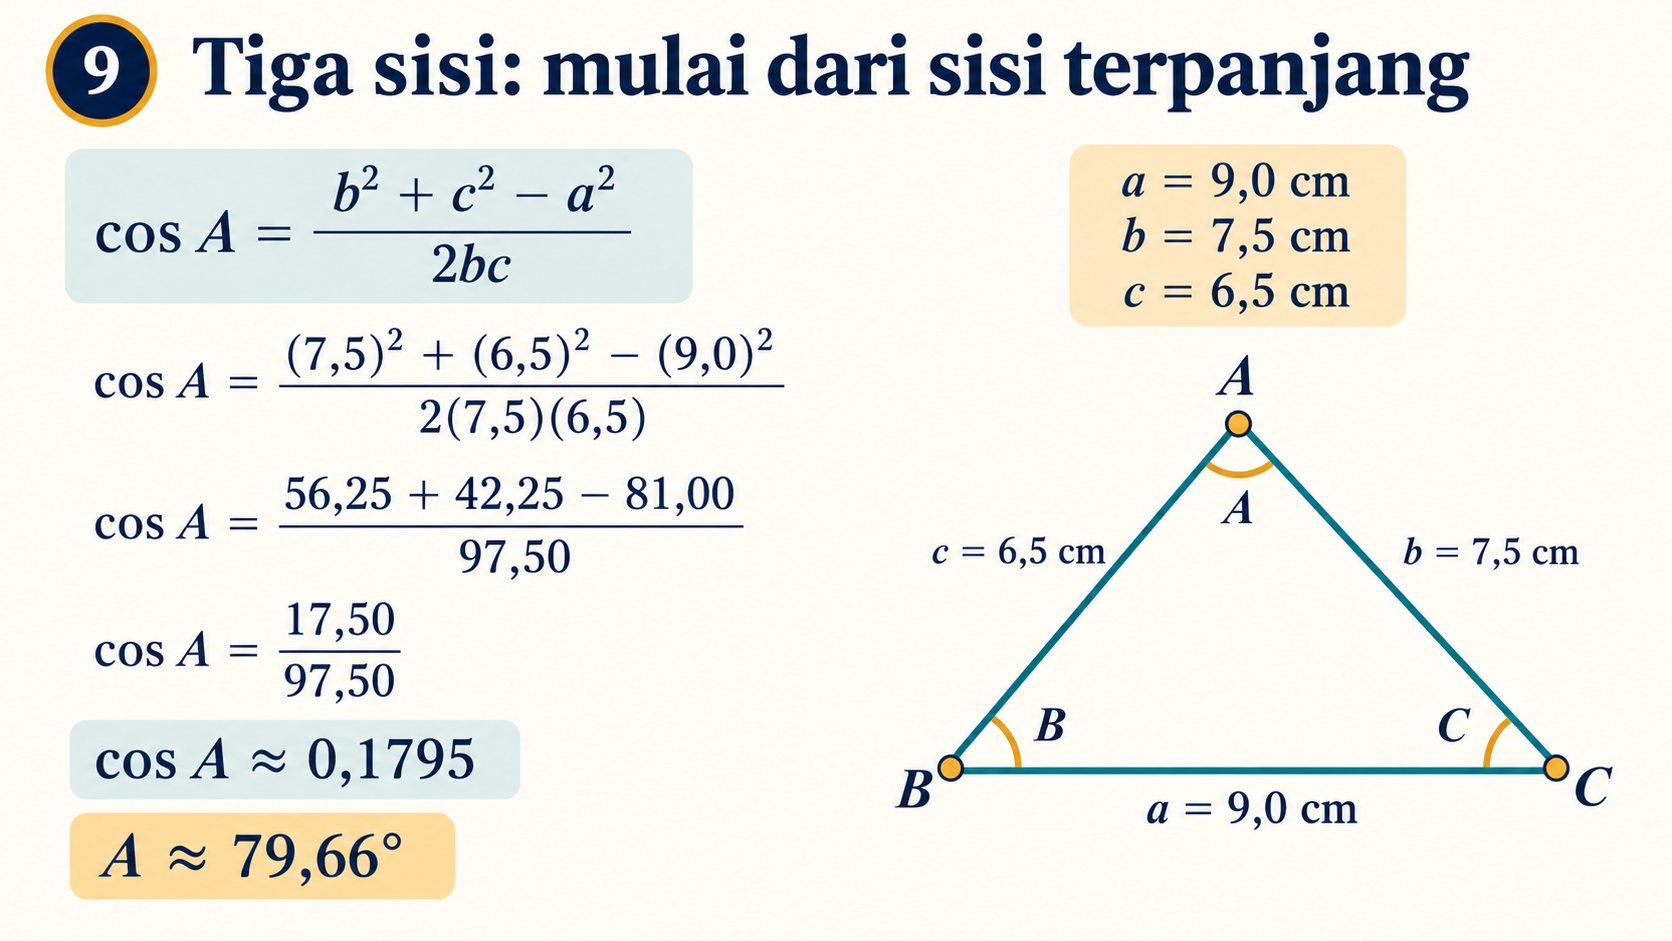 9 Tiga sisi: mulai dari sisi terpanjang
cos A = (b² + c² − a²) / 2bc
cos A = ((7,5)² + (6,5)² − (9,0)²) / 2(7,5)(6,5)
cos A = (56,25 + 42,25 − 81,00) / 97,50
cos A = 17,50 / 97,50
cos A ≈ 0,1795
A ≈ 79,66°
a = 9,0 cm
b = 7,5 cm
c = 6,5 cm
A
A
c = 6,5 cm
b = 7,5 cm
B
C
B
C
a = 9,0 cm